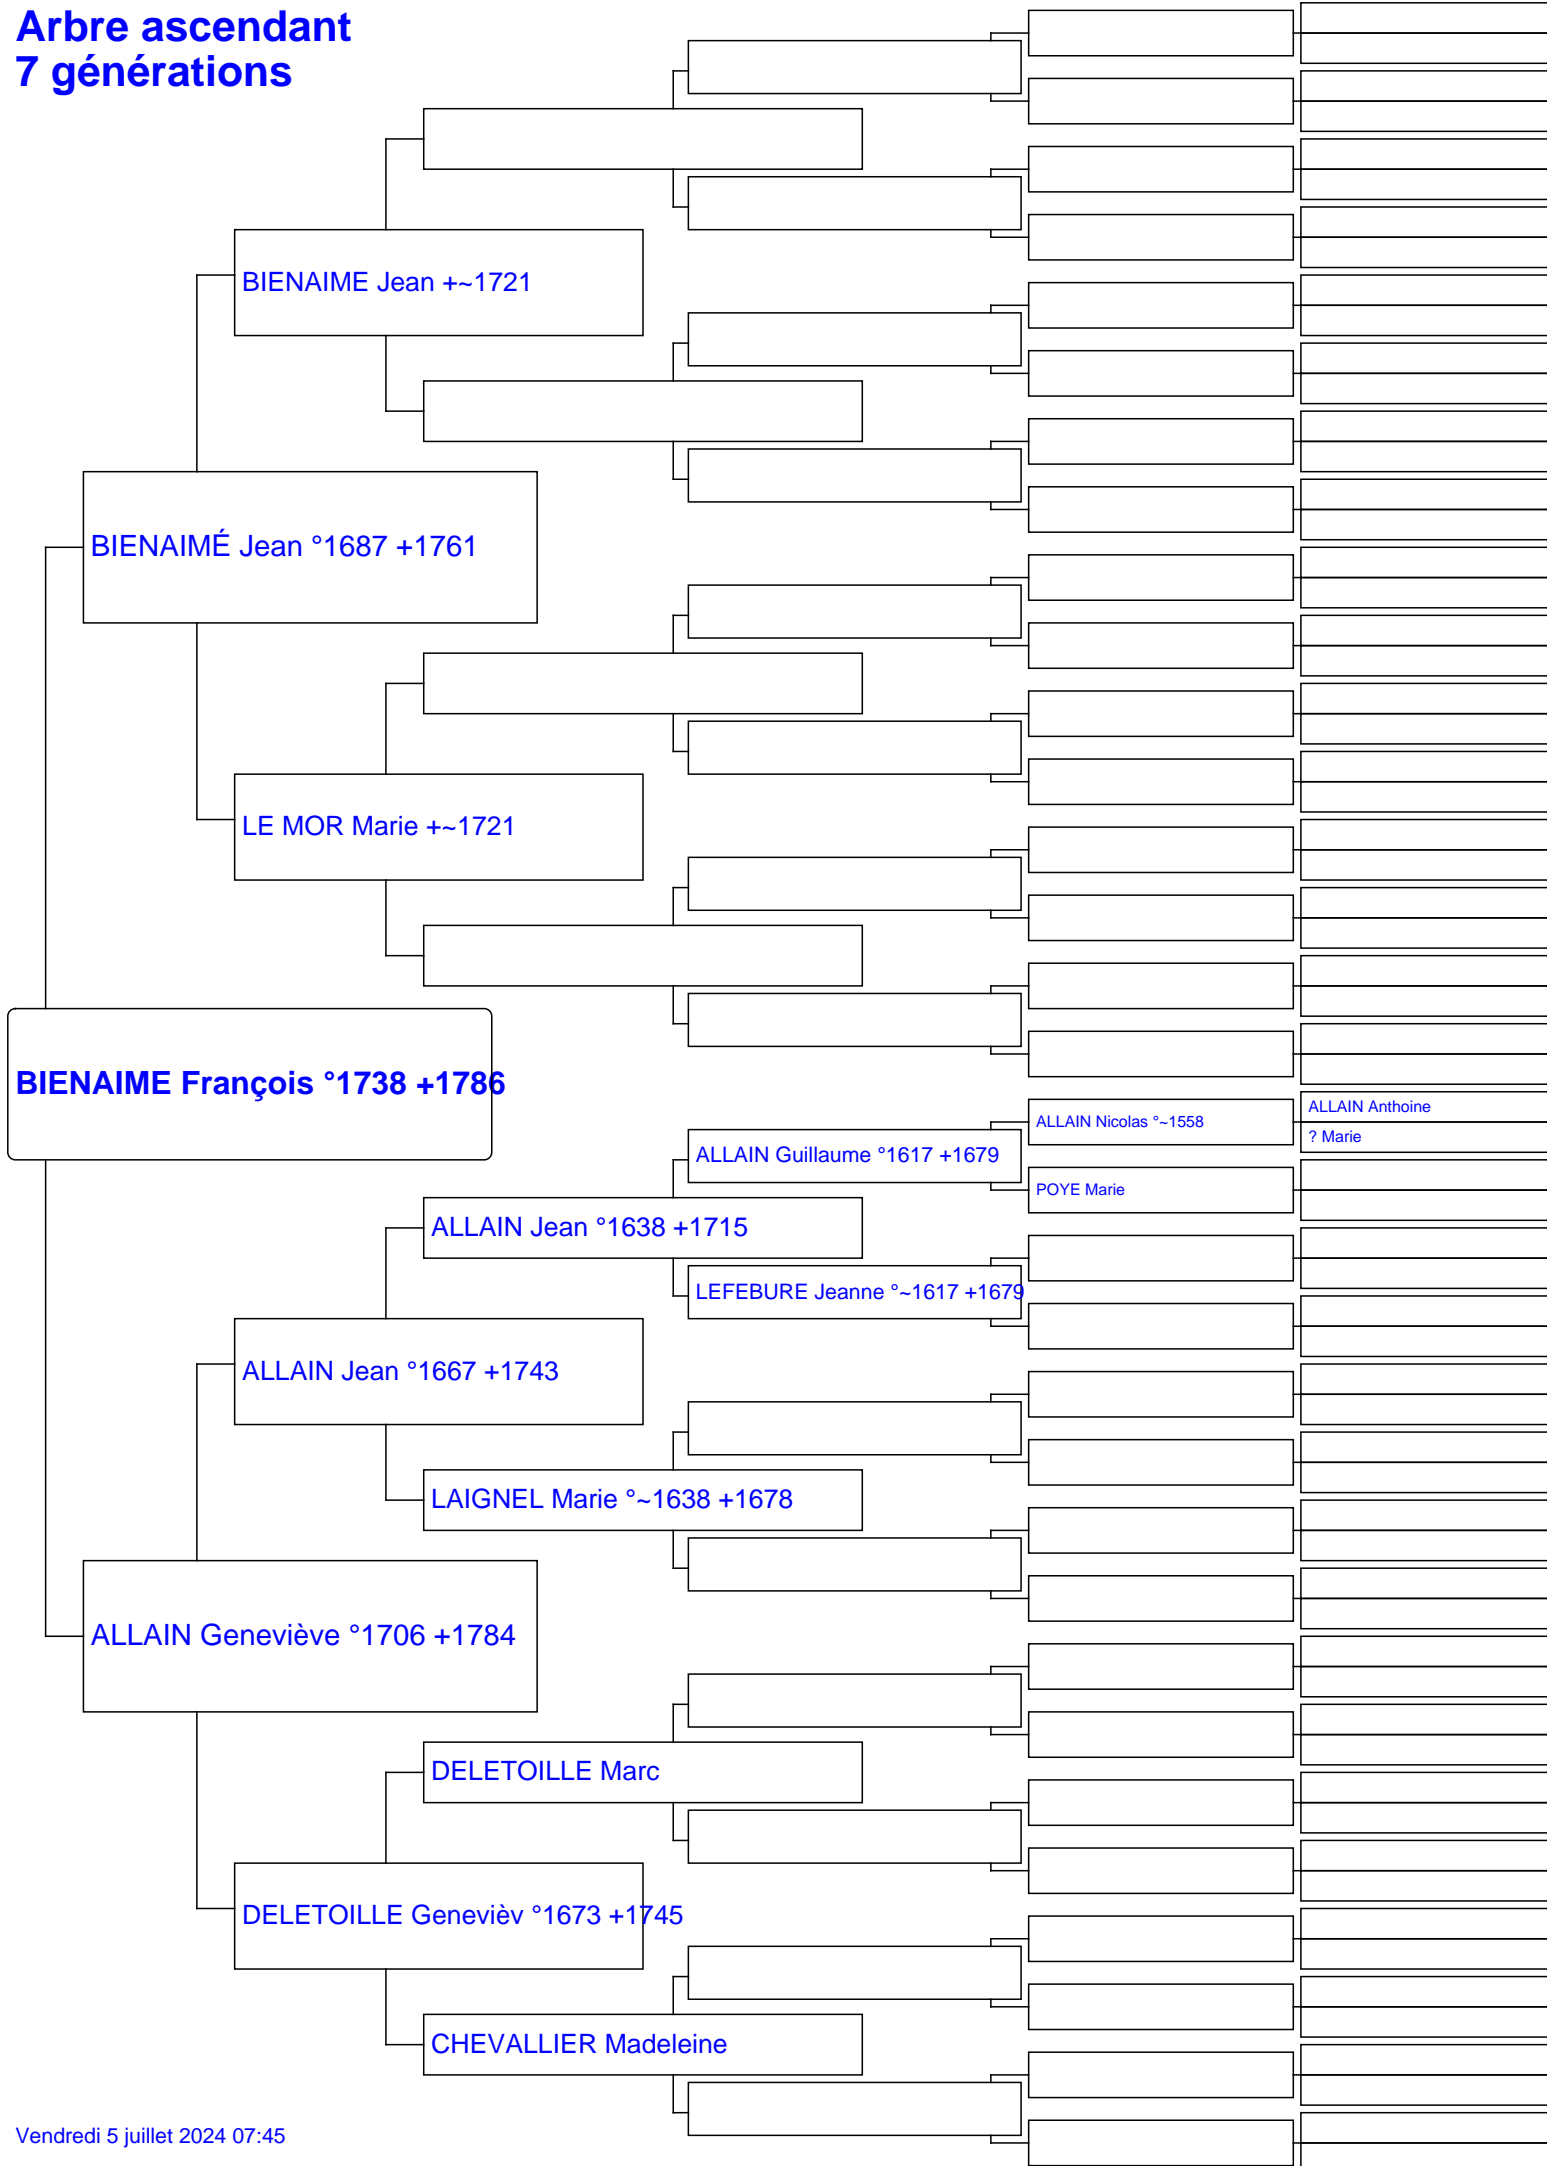 Arbre ascendant
7 générations
BIENAIME Jean +~1721
BIENAIMÉ Jean °1687 +1761
LE MOR Marie +~1721
BIENAIME François °1738 +1786
ALLAIN Nicolas °~1558
ALLAIN Anthoine
? Marie
ALLAIN Guillaume °1617 +1679
POYE Marie
ALLAIN Jean °1638 +1715
LEFEBURE Jeanne °~1617 +1679
ALLAIN Jean °1667 +1743
LAIGNEL Marie °~1638 +1678
ALLAIN Geneviève °1706 +1784
DELETOILLE Marc
DELETOILLE Genevièv °1673 +1745
CHEVALLIER Madeleine
Vendredi 5 juillet 2024 07:45